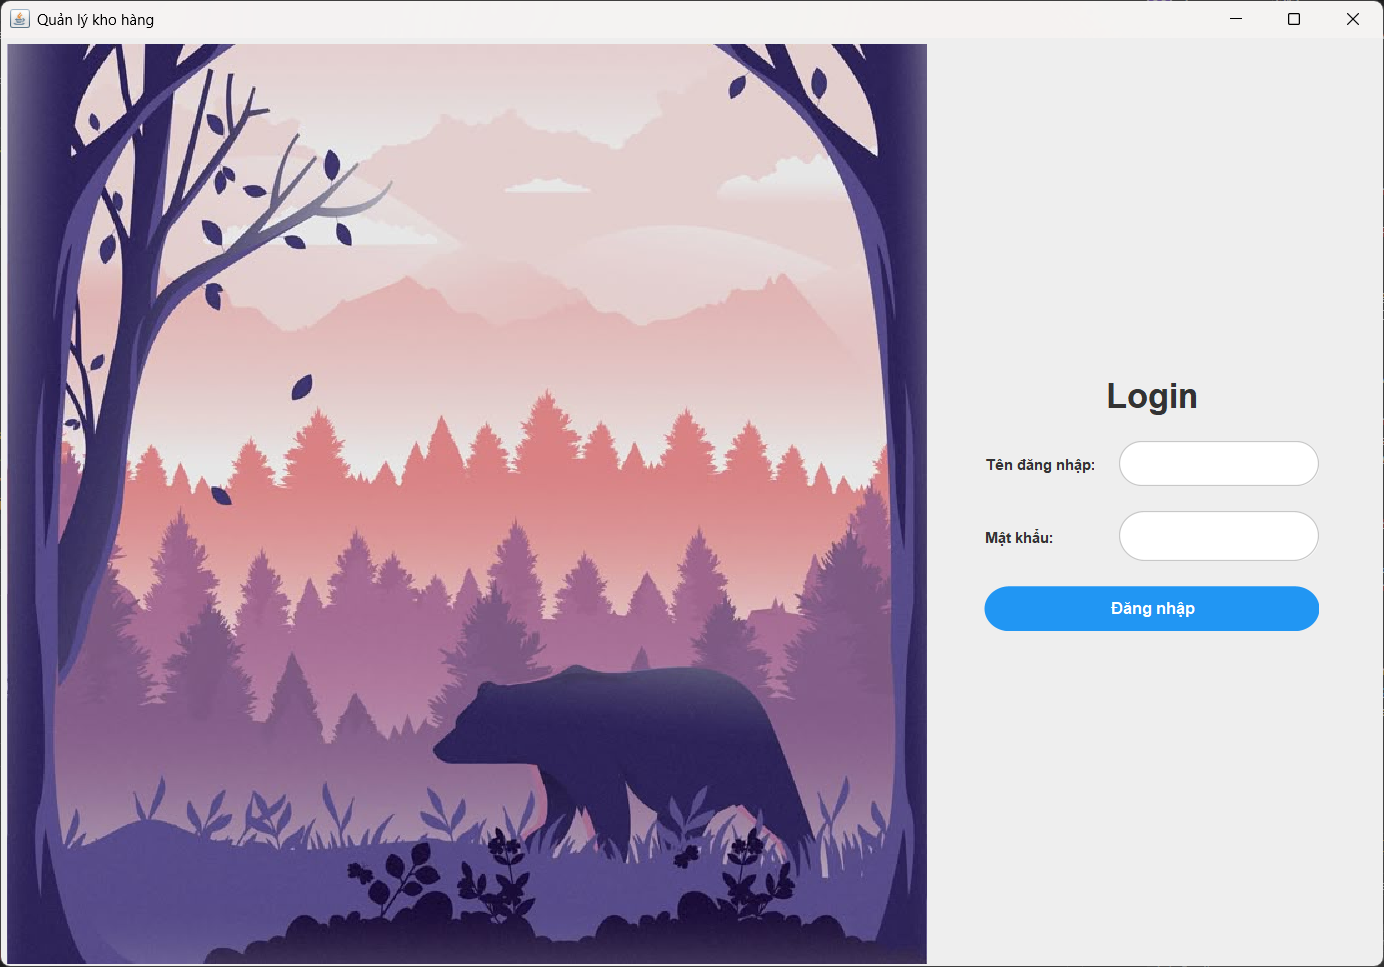 Quản lý kho hàng
Login
Tên đăng nhập:
Mật khẩu:
Đăng nhập